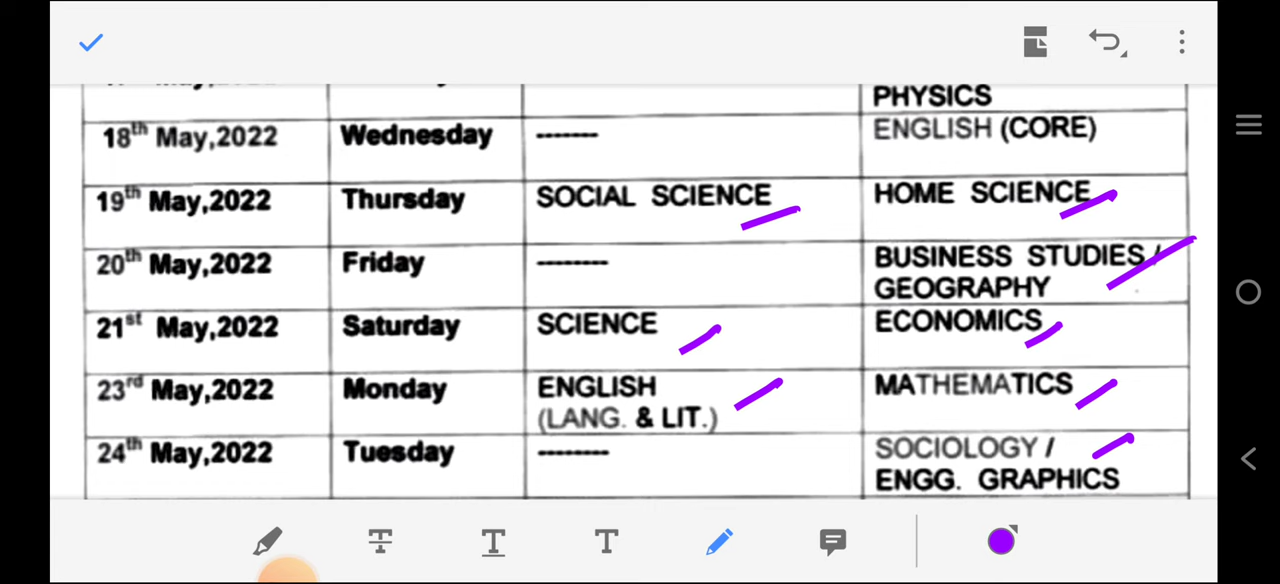 PHYSICS
18th May,2022 Wednesday ------- ENGLISH (CORE)
19th May,2022 Thursday SOCIAL SCIENCE HOME SCIENCE
20th May,2022 Friday -------- BUSINESS STUDIES /
GEOGRAPHY
21st May,2022 Saturday SCIENCE ECONOMICS
23rd May,2022 Monday ENGLISH MATHEMATICS
(LANG. & LIT.)
24th May,2022 Tuesday -------- SOCIOLOGY /
ENGG. GRAPHICS
T T T